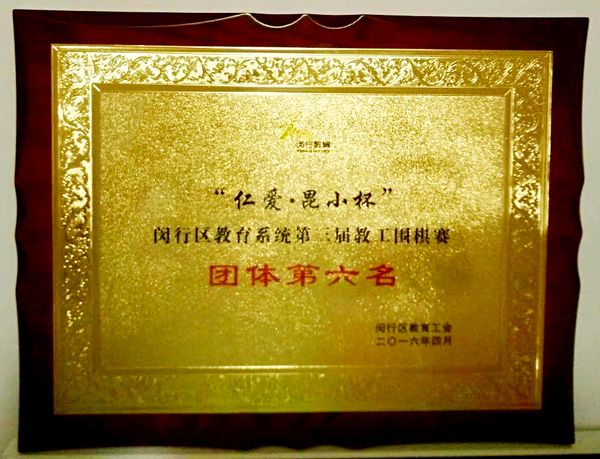 闵行教育
“仁爱·昆小杯”
闵行区教育系统第三届教工围棋赛
团体第六名
闵行区教育工会
二〇一六年四月